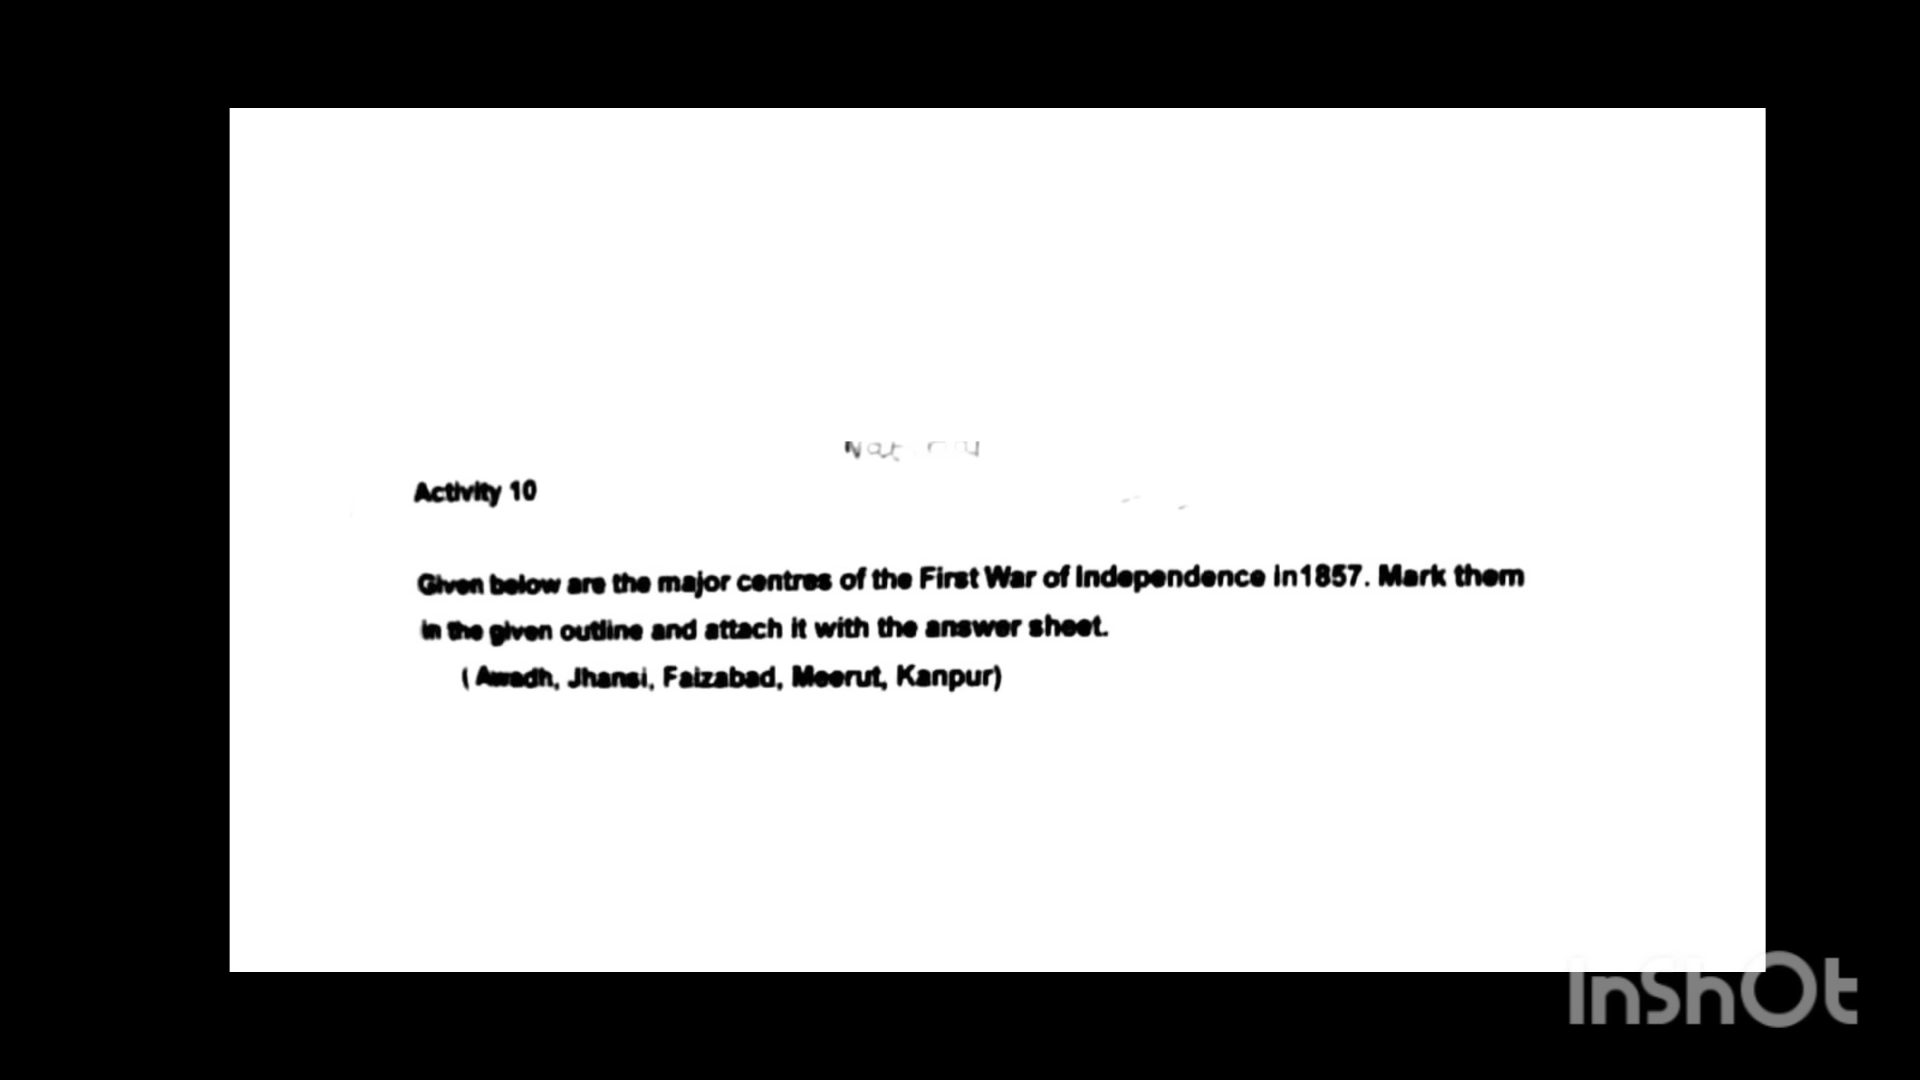 Activity 10
Given below are the major centres of the First War of Independence in1857. Mark them
in the given outline and attach it with the answer sheet.
( Awadh, Jhansi, Faizabad, Meerut, Kanpur)
InShOt